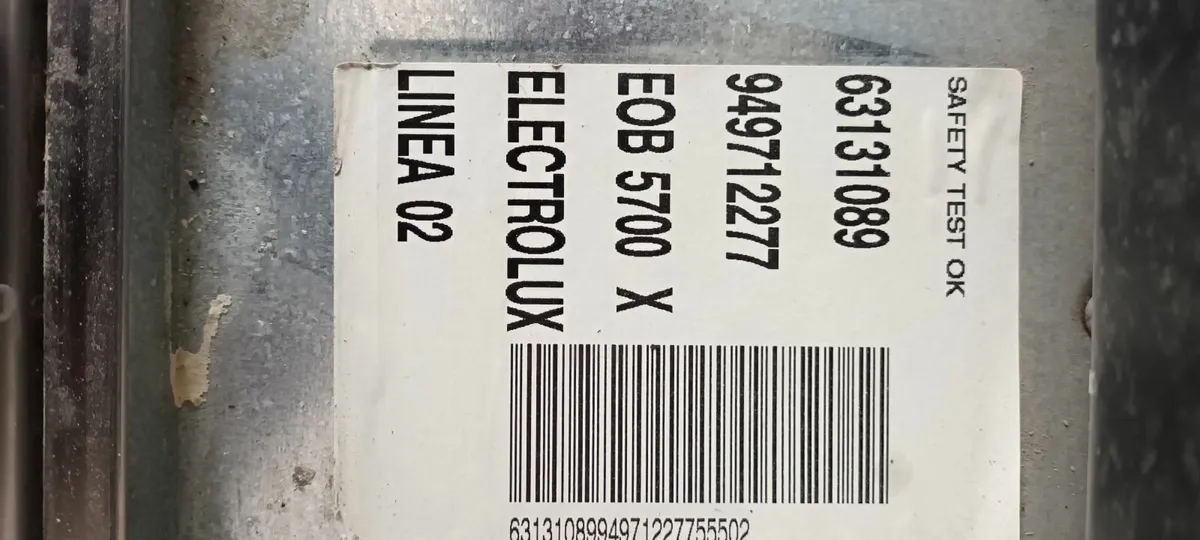 SAFETY TEST OK
63131089
949712277
EOB 5700 X
ELECTROLUX
LINEA 02
6313108994971227755502